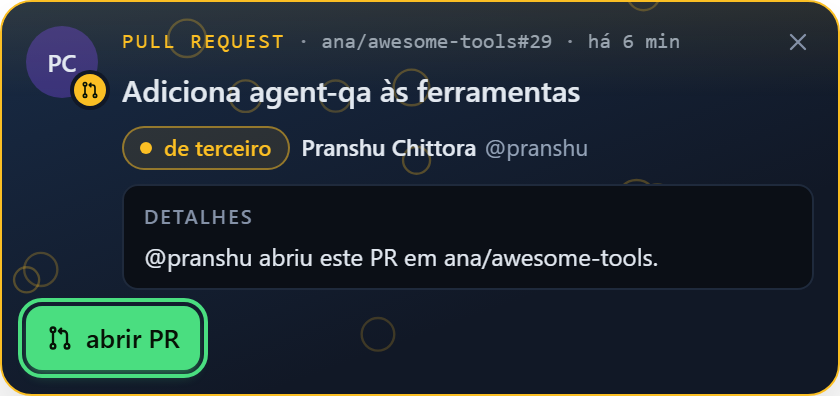 PC
PULL REQUEST · ana/awesome-tools#29 · há 6 min
Adiciona agent-qa às ferramentas
de terceiro Pranshu Chittora @pranshu
DETALHES
@pranshu abriu este PR em ana/awesome-tools.
abrir PR